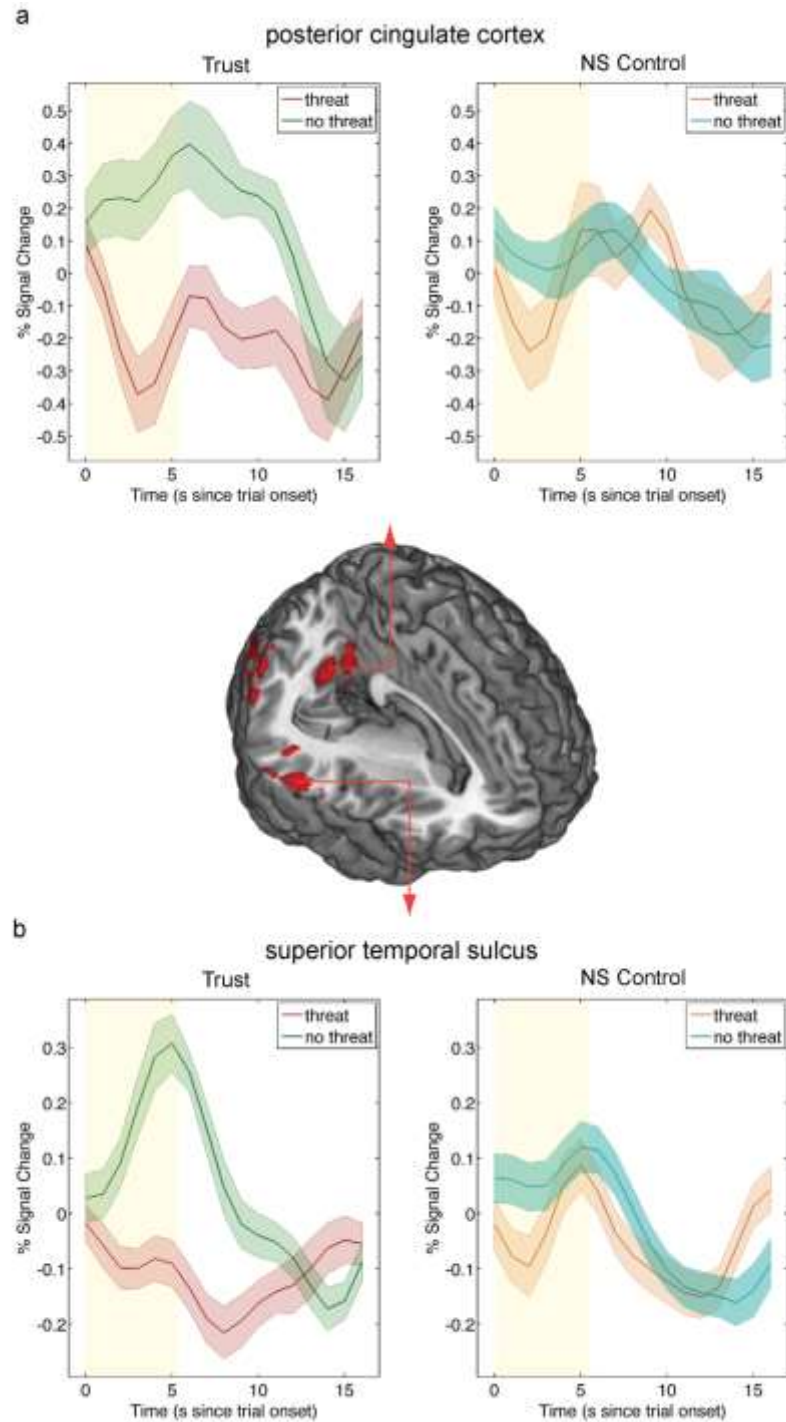 a
posterior cingulate cortex
Trust
NS Control
threat
no threat
threat
no threat
% Signal Change
0.5
0.4
0.3
0.2
0.1
0
-0.1
-0.2
-0.3
-0.4
-0.5
0
5
10
15
Time (s since trial onset)
% Signal Change
0.5
0.4
0.3
0.2
0.1
0
-0.1
-0.2
-0.3
-0.4
-0.5
0
5
10
15
Time (s since trial onset)
b
superior temporal sulcus
Trust
NS Control
threat
no threat
threat
no threat
% Signal Change
0.3
0.2
0.1
0
-0.1
-0.2
0
5
10
15
Time (s since trial onset)
% Signal Change
0.3
0.2
0.1
0
-0.1
-0.2
0
5
10
15
Time (s since trial onset)